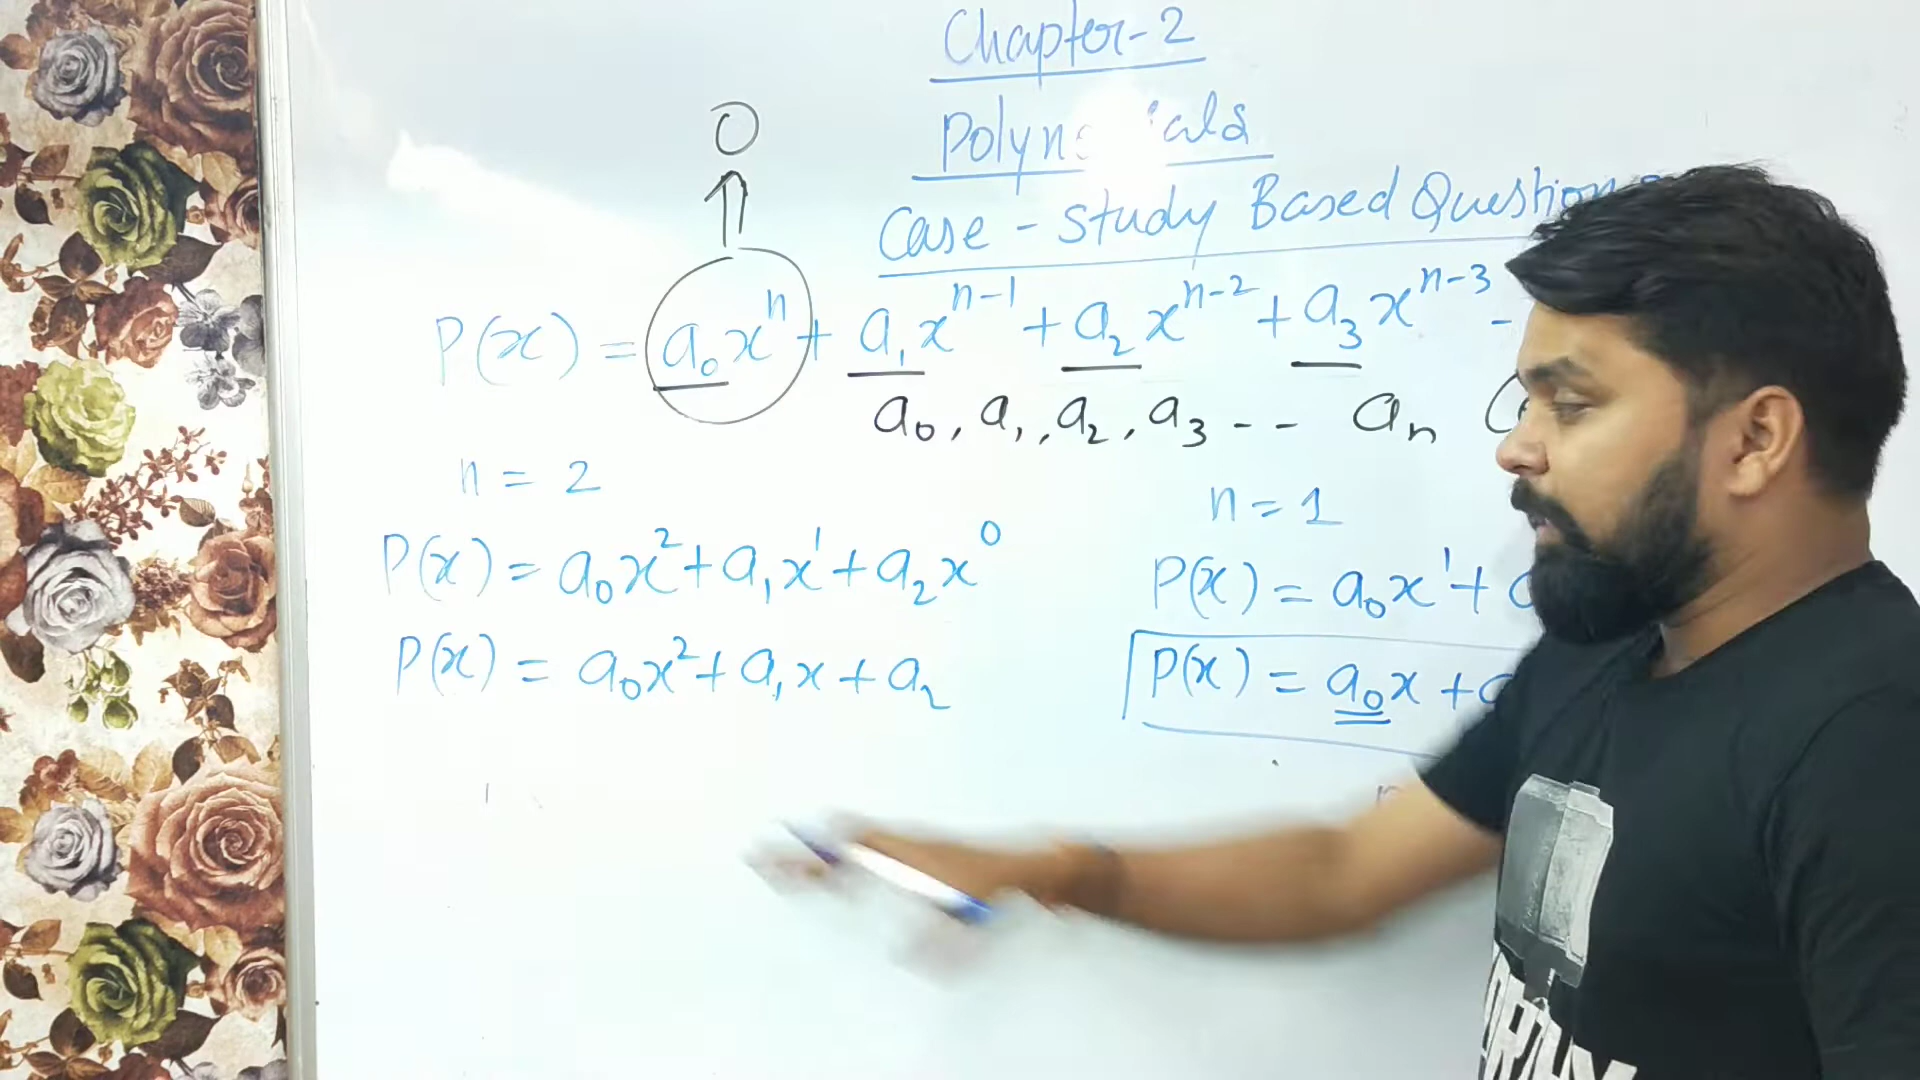 Chapter-2
Polyn ials
Case - Study Based Question
0
P(x) = a₀xⁿ + a₁xⁿ⁻¹ + a₂xⁿ⁻² + a₃xⁿ⁻³ -
a₀, a₁, a₂, a₃ - - aₙ (
n = 2
P(x) = a₀x² + a₁x¹ + a₂x⁰
P(x) = a₀x² + a₁x + a₂
n = 1
P(x) = a₀x¹ +
P(x) = a₀x +